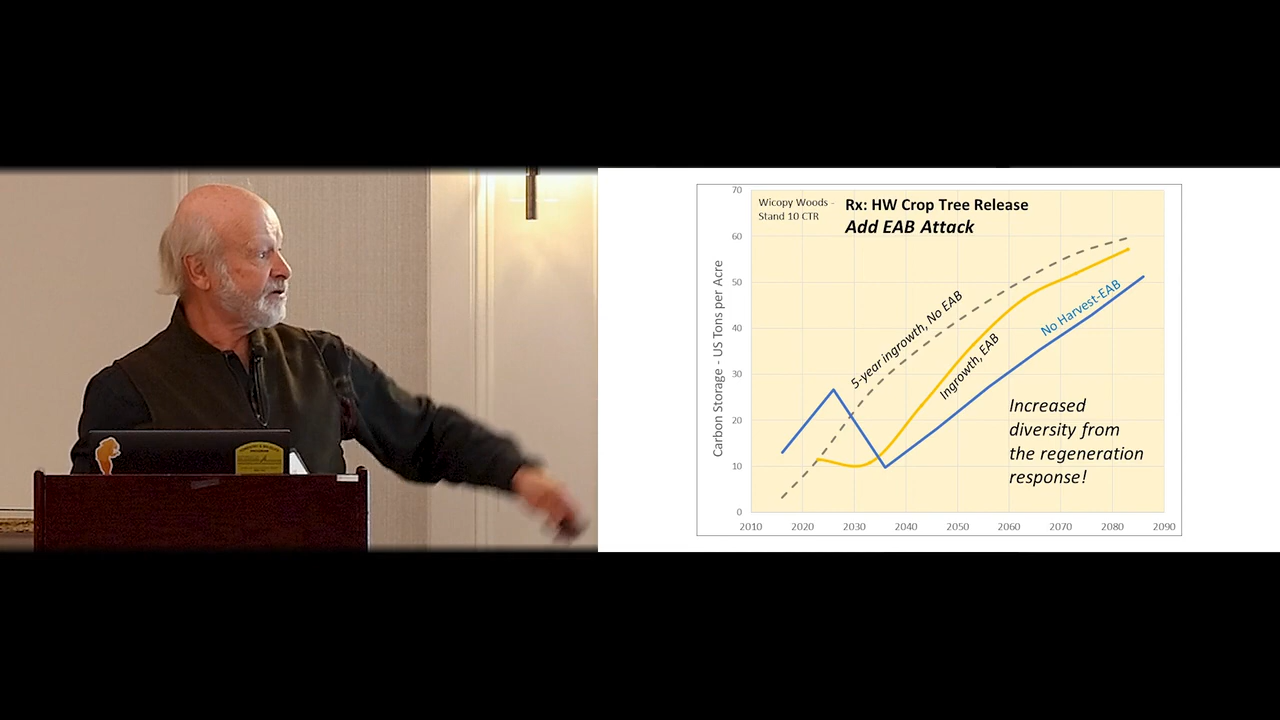 70
60
50
40
30
20
10
0
2010 2020 2030 2040 2050 2060 2070 2080 2090
Carbon Storage - US Tons per Acre
Wicopy Woods -
Stand 10 CTR
Rx: HW Crop Tree Release
Add EAB Attack
5-year ingrowth, No EAB
Ingrowth, EAB
No Harvest-EAB
Increased
diversity from
the regeneration
response!